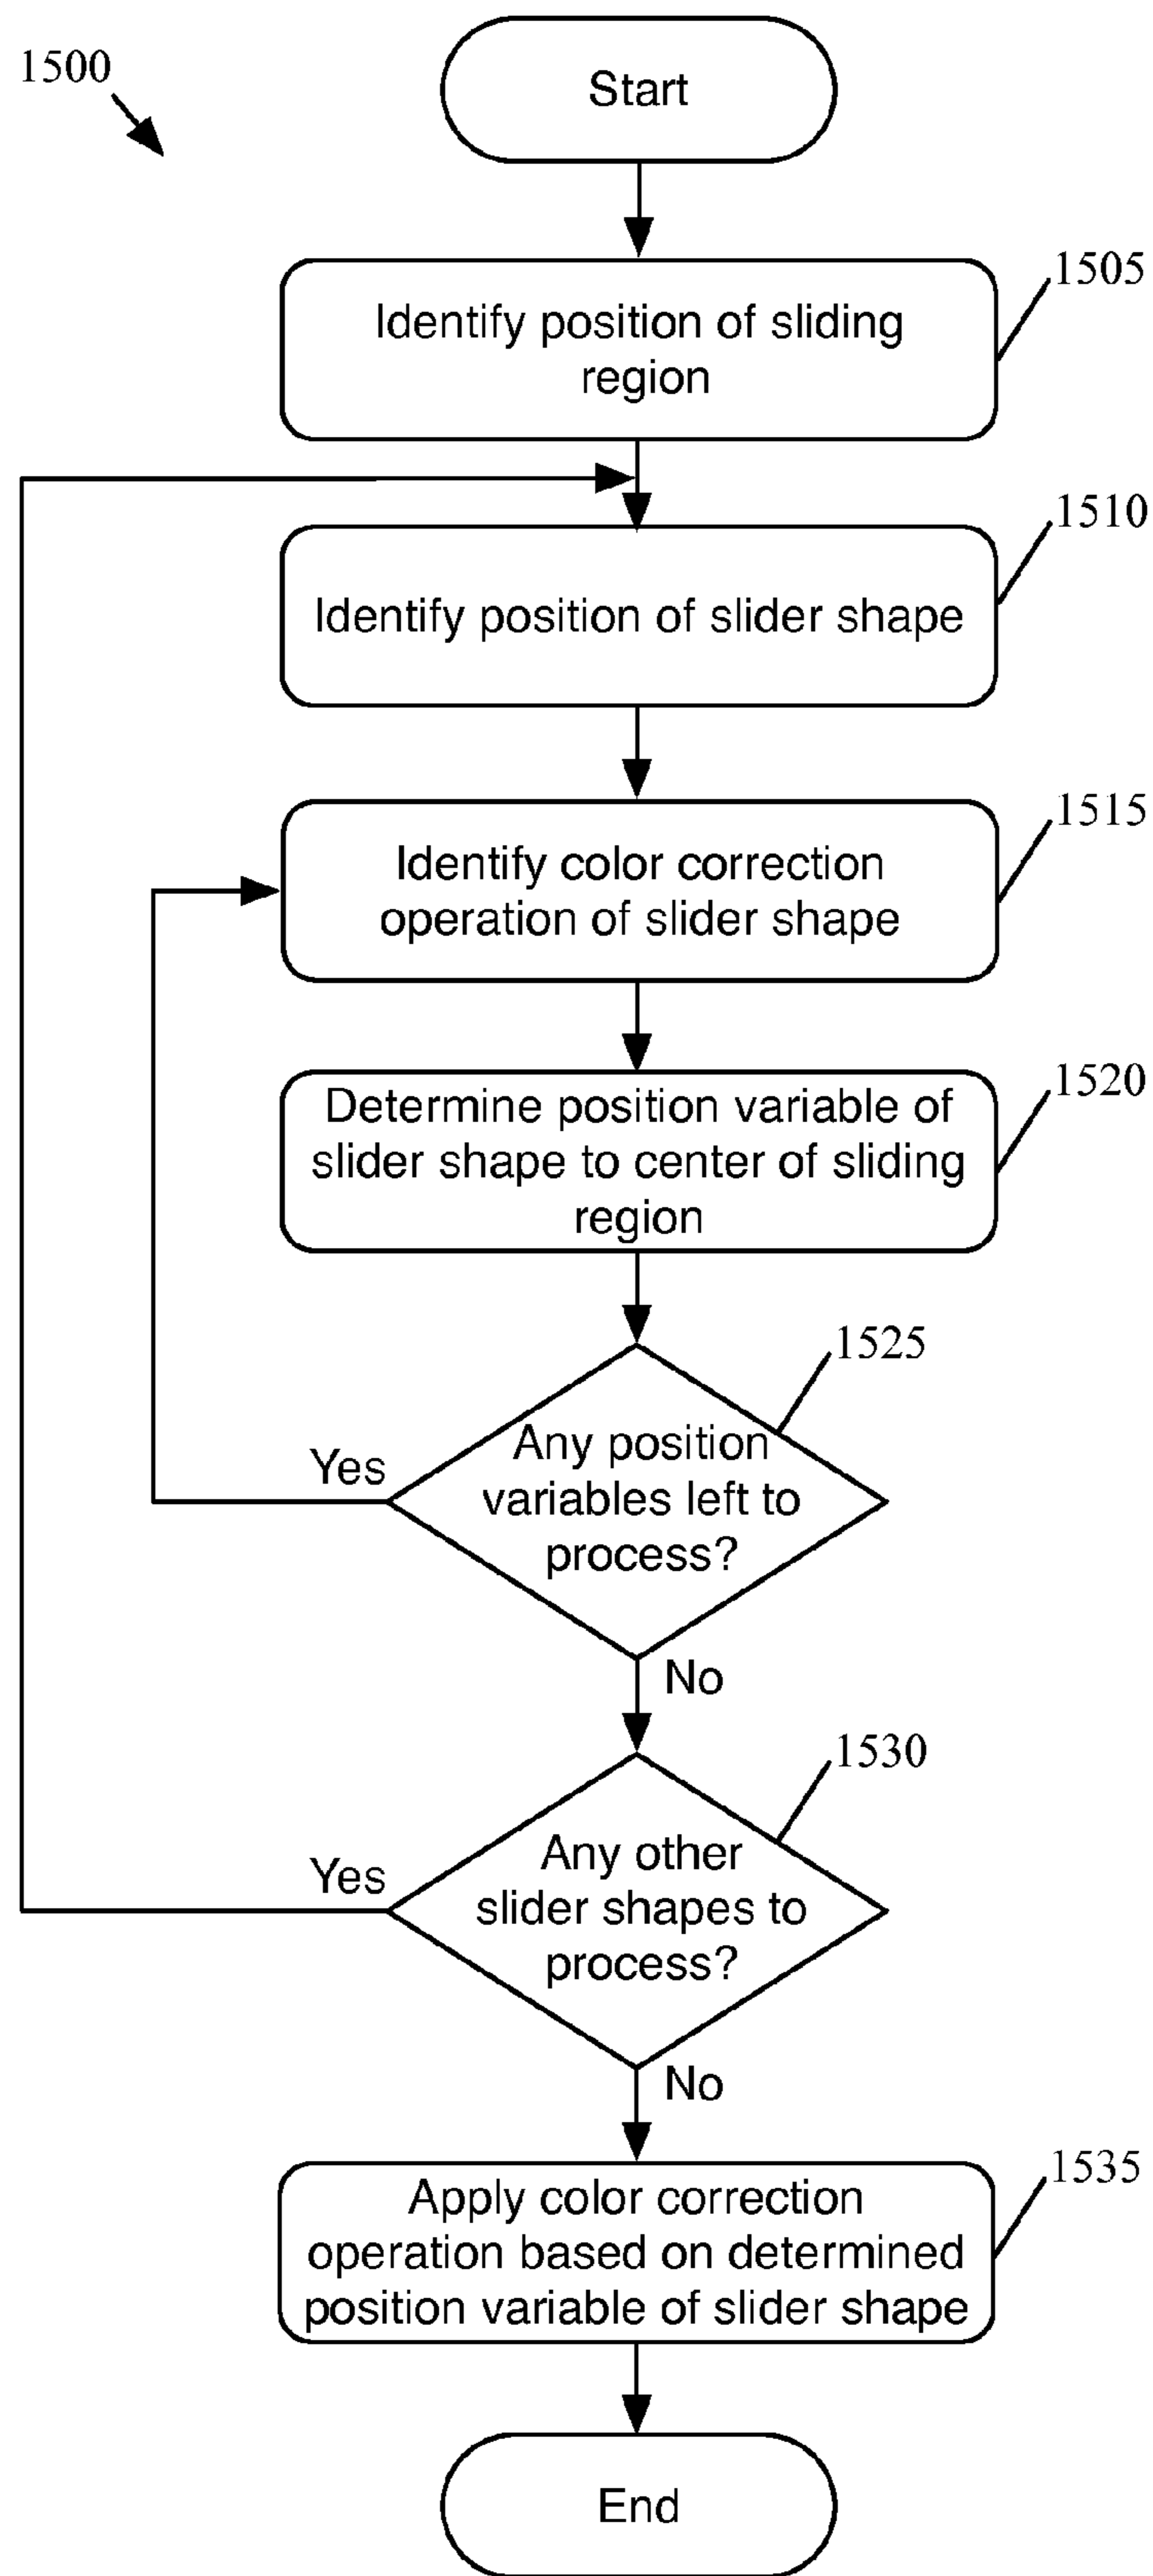 1500
Start
1505
Identify position of sliding
region
1510
Identify position of slider shape
1515
Identify color correction
operation of slider shape
1520
Determine position variable of
slider shape to center of sliding
region
1525
Any position
variables left to
process?
Yes
No
1530
Any other
slider shapes to
process?
Yes
No
1535
Apply color correction
operation based on determined
position variable of slider shape
End